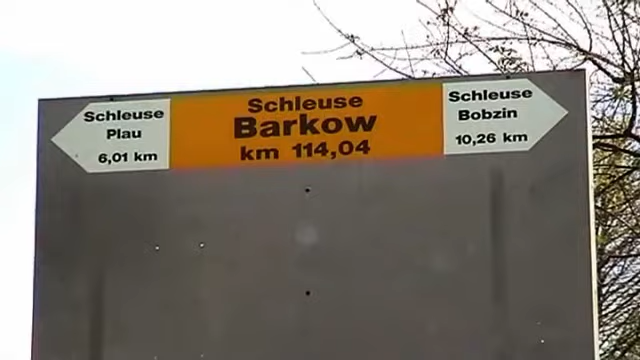 Schleuse
Plau
6,01 km
Schleuse
Barkow
km 114,04
Schleuse
Bobzin
10,26 km